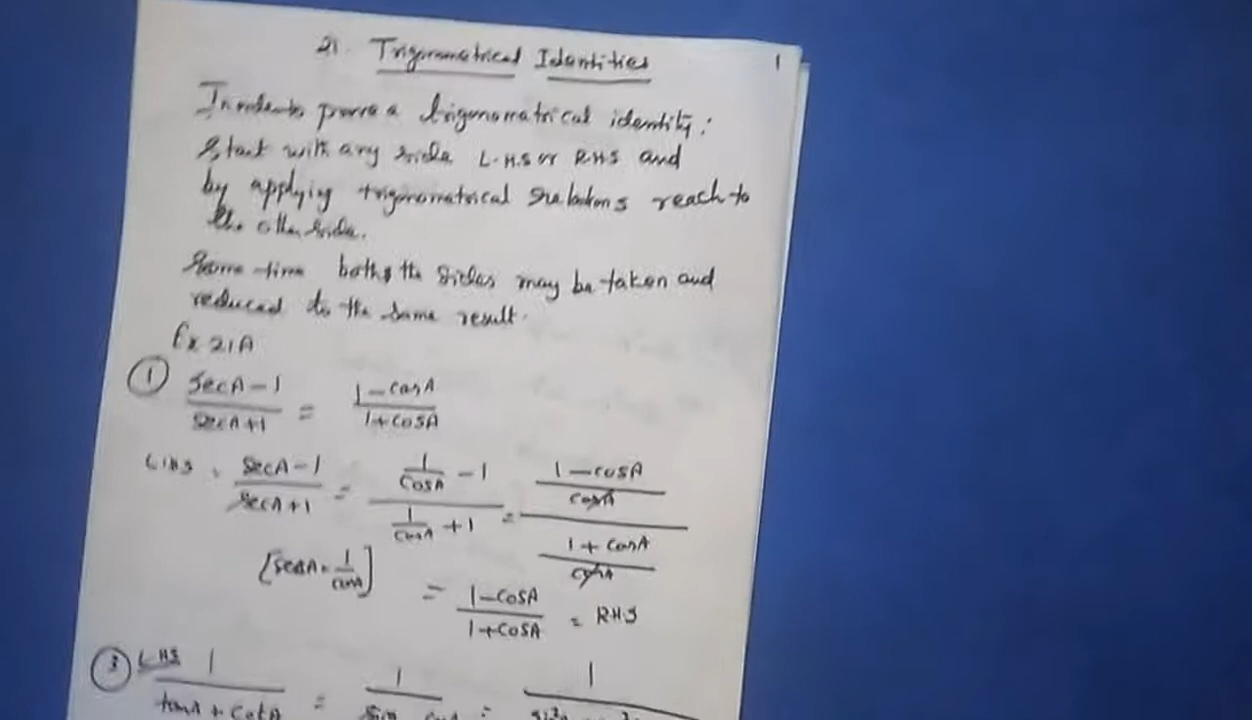 21. Trigonometrical Identities
1
In order to prove a trigonometrical identity:
Start with any side L.H.S or R.H.S and
by applying trigonometrical relations reach to
the other side.
Some time both the sides may be taken and
reduced to the same result.
Ex 21A
① secA-1/secA+1 = 1-cosA/1+cosA
LHS = (secA-1)/(secA+1) = (1/cosA - 1)/(1/cosA + 1) = ((1-cosA)/cosA)/((1+cosA)/cosA)
[secA = 1/cosA]
= (1-cosA)/(1+cosA) = RHS
③ LHS 1/(tanA + cotA) = 1/ = 1/